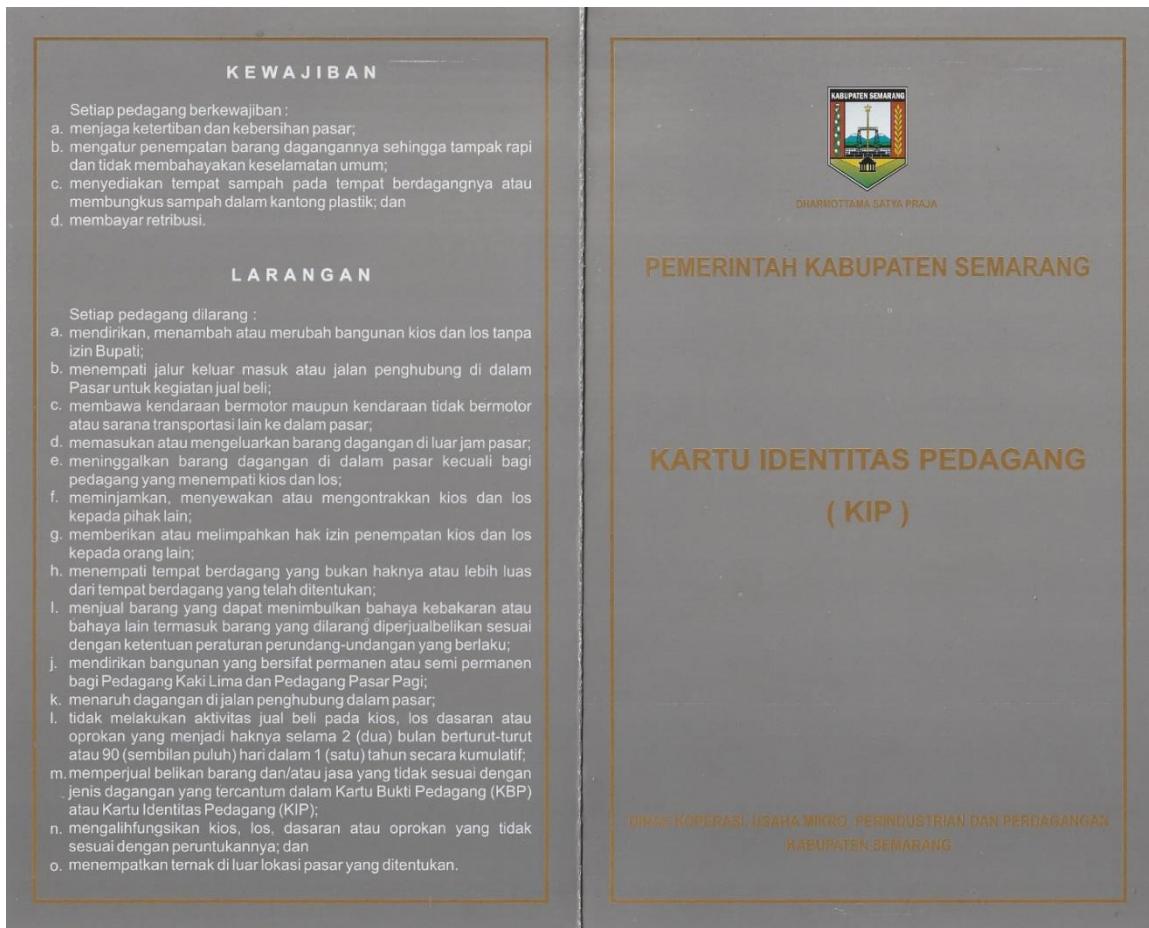 KEWAJIBAN
Setiap pedagang berkewajiban :
a. menjaga ketertiban dan kebersihan pasar;
b. mengatur penempatan barang dagangannya sehingga tampak rapi
dan tidak membahayakan keselamatan umum;
c. menyediakan tempat sampah pada tempat berdagangnya atau
membungkus sampah dalam kantong plastik; dan
d. membayar retribusi.
LARANGAN
Setiap pedagang dilarang :
a. mendirikan, menambah atau merubah bangunan kios dan los tanpa
izin Bupati;
b. menempati jalur keluar masuk atau jalan penghubung di dalam
Pasar untuk kegiatan jual beli;
c. membawa kendaraan bermotor maupun kendaraan tidak bermotor
atau sarana transportasi lain ke dalam pasar;
d. memasukan atau mengeluarkan barang dagangan di luar jam pasar;
e. meninggalkan barang dagangan di dalam pasar kecuali bagi
pedagang yang menempati kios dan los;
f. meminjamkan, menyewakan atau mengontrakkan kios dan los
kepada pihak lain;
g. memberikan atau melimpahkan hak izin penempatan kios dan los
kepada orang lain;
h. menempati tempat berdagang yang bukan haknya atau lebih luas
dari tempat berdagang yang telah ditentukan;
I. menjual barang yang dapat menimbulkan bahaya kebakaran atau
bahaya lain termasuk barang yang dilarang diperjualbelikan sesuai
dengan ketentuan peraturan perundang-undangan yang berlaku;
j. mendirikan bangunan yang bersifat permanen atau semi permanen
bagi Pedagang Kaki Lima dan Pedagang Pasar Pagi;
k. menaruh dagangan di jalan penghubung dalam pasar;
l. tidak melakukan aktivitas jual beli pada kios, los dasaran atau
oprokan yang menjadi haknya selama 2 (dua) bulan berturut-turut
atau 90 (sembilan puluh) hari dalam 1 (satu) tahun secara kumulatif;
m. memperjual belikan barang dan/atau jasa yang tidak sesuai dengan
jenis dagangan yang tercantum dalam Kartu Bukti Pedagang (KBP)
atau Kartu Identitas Pedagang (KIP);
n. mengalihfungsikan kios, los, dasaran atau oprokan yang tidak
sesuai dengan peruntukannya; dan
o. menempatkan ternak di luar lokasi pasar yang ditentukan.
KABUPATEN SEMARANG
DHARMOTTAMA SATYA PRAJA
PEMERINTAH KABUPATEN SEMARANG
KARTU IDENTITAS PEDAGANG
( KIP )
DINAS KOPERASI, USAHA MIKRO, PERINDUSTRIAN DAN PERDAGANGAN
KABUPATEN SEMARANG